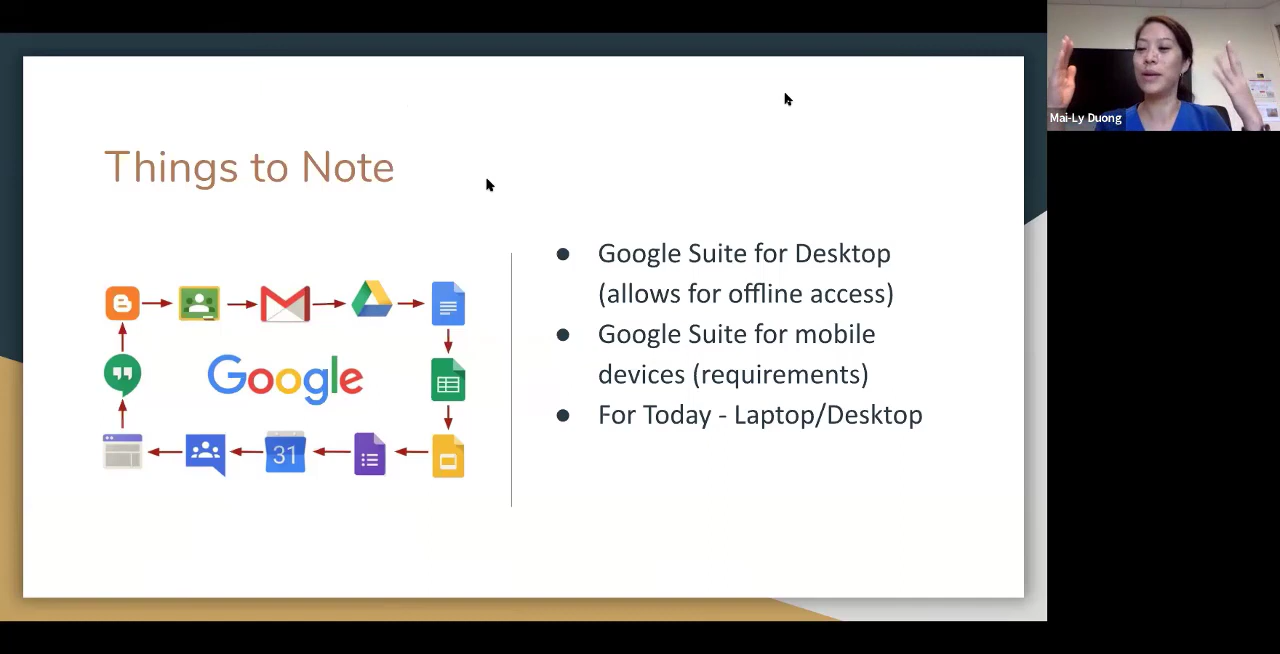 Mai-Ly Duong
Things to Note
Google
31
● Google Suite for Desktop
(allows for offline access)
● Google Suite for mobile
devices (requirements)
● For Today - Laptop/Desktop